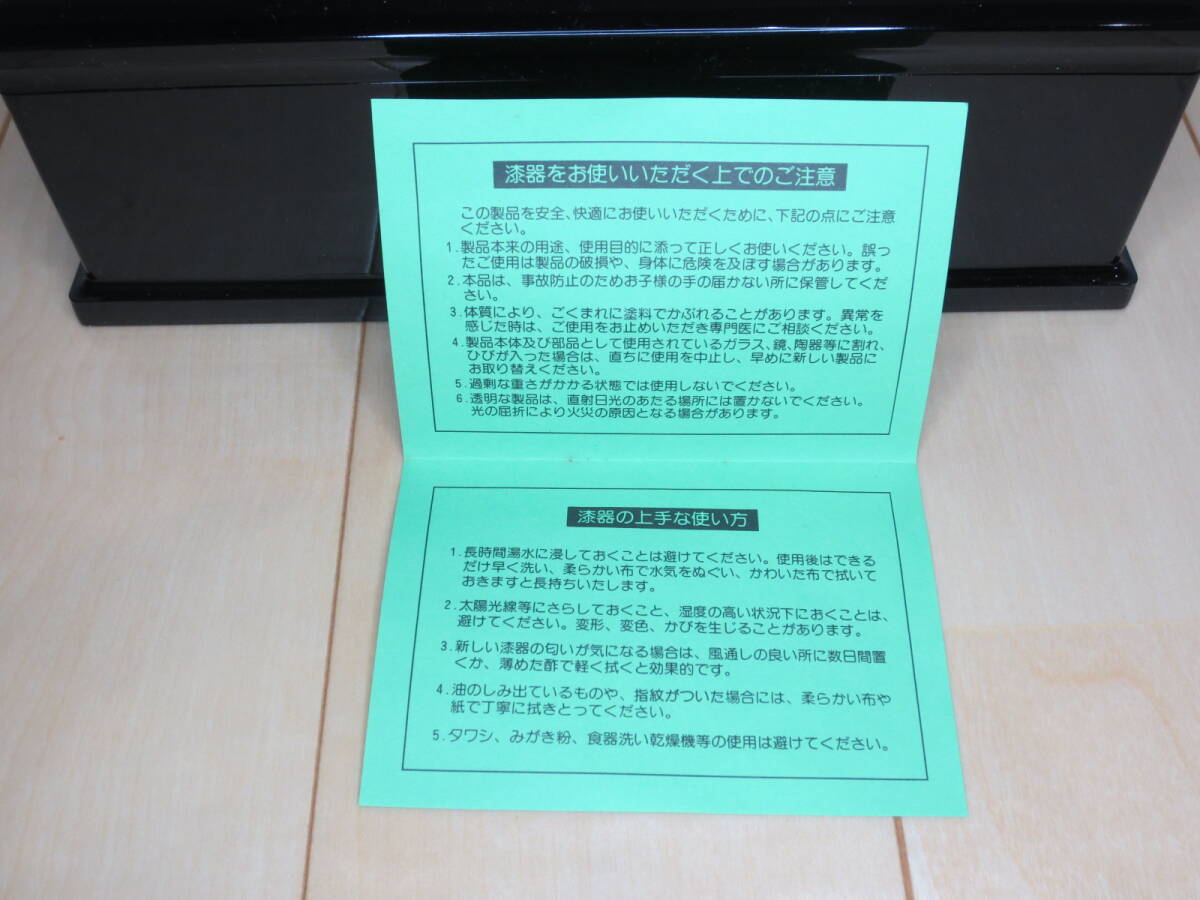 漆器をお使いいただく上でのご注意
この製品を安全、快適にお使いいただくために、下記の点にご注意
ください。
1.製品本来の用途、使用目的に添って正しくお使いください。誤っ
たご使用は製品の破損や、身体に危険を及ぼす場合があります。
2.本品は、事故防止のためお子様の手の届かない所に保管してくだ
さい。
3.体質により、ごくまれに塗料でかぶれることがあります。異常を
感じた時は、ご使用をお止めいただき専門医にご相談ください。
4.製品本体及び部品として使用されているガラス、鏡、陶器等に割れ、
ひびが入った場合は、直ちに使用を中止し、早めに新しい製品に
お取り替えください。
5.過剰な重さがかかる状態では使用しないでください。
6.透明な製品は、直射日光のあたる場所には置かないでください。
光の屈折により火災の原因となる場合があります。
漆器の上手な使い方
1.長時間湯水に浸しておくことは避けてください。使用後はできる
だけ早く洗い、柔らかい布で水気をぬぐい、かわいた布で拭いて
おきますと長持ちいたします。
2.太陽光線等にさらしておくこと、湿度の高い状況下におくことは、
避けてください。変形、変色、かびを生じることがあります。
3.新しい漆器の匂いが気になる場合は、風通しの良い所に数日間置
くか、薄めた酢で軽く拭くと効果的です。
4.油のしみ出ているものや、指紋がついた場合には、柔らかい布や
紙で丁寧に拭きとってください。
5.タワシ、みがき粉、食器洗い乾燥機等の使用は避けてください。